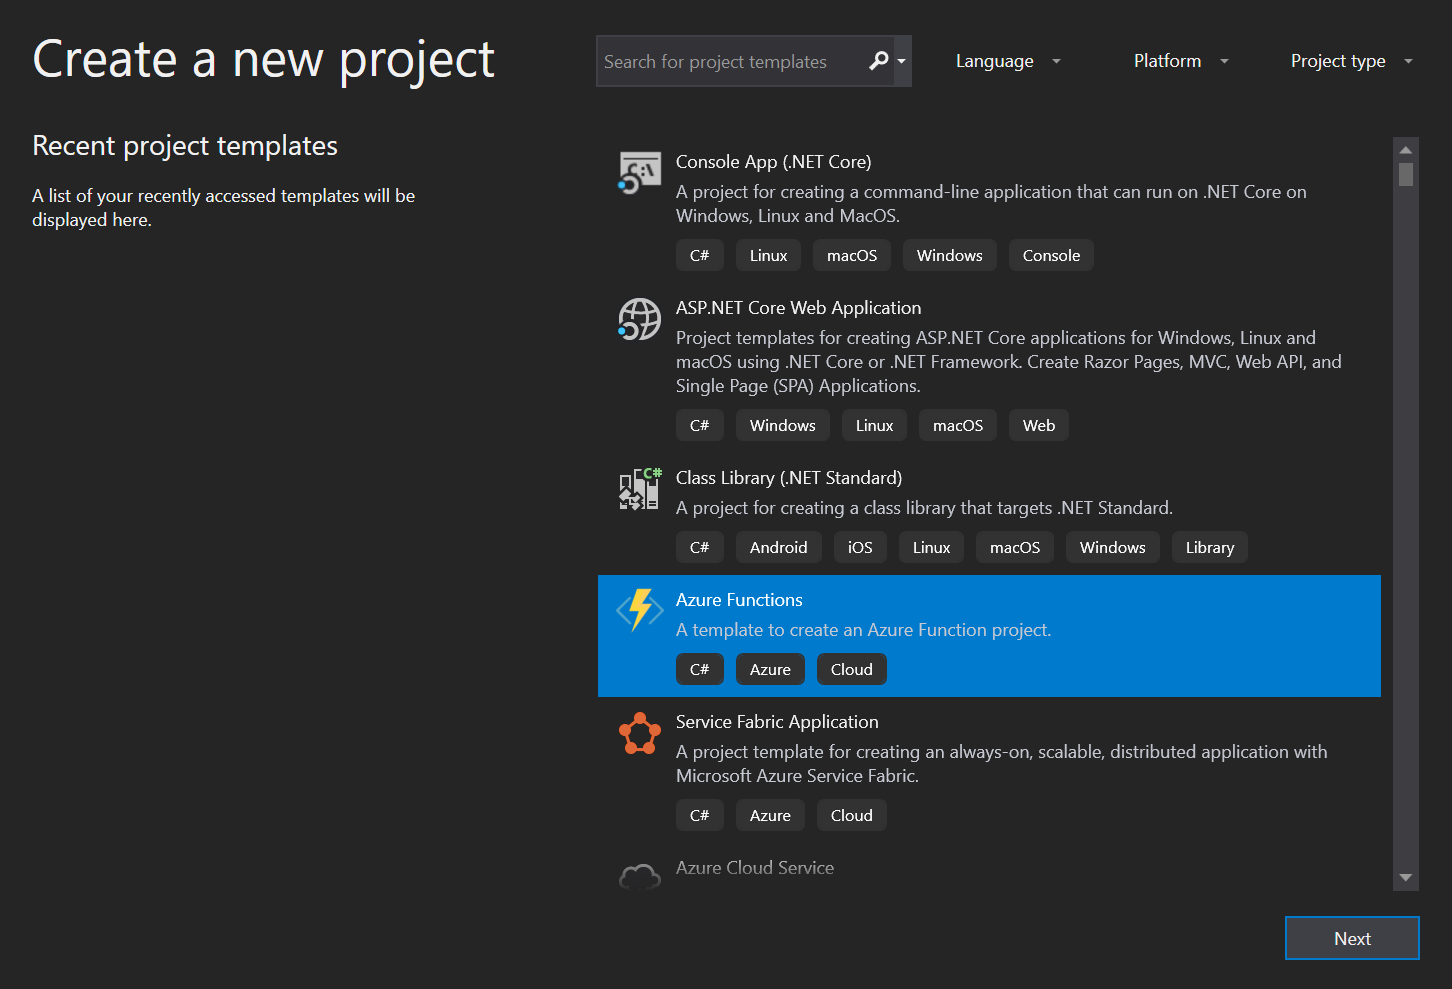 Create a new project
Search for project templates
Language
Platform
Project type
Recent project templates
A list of your recently accessed templates will be
displayed here.
Console App (.NET Core)
A project for creating a command-line application that can run on .NET Core on
Windows, Linux and MacOS.
C# Linux macOS Windows Console
ASP.NET Core Web Application
Project templates for creating ASP.NET Core applications for Windows, Linux and
macOS using .NET Core or .NET Framework. Create Razor Pages, MVC, Web API, and
Single Page (SPA) Applications.
C# Windows Linux macOS Web
C#
Class Library (.NET Standard)
A project for creating a class library that targets .NET Standard.
C# Android iOS Linux macOS Windows Library
Azure Functions
A template to create an Azure Function project.
C# Azure Cloud
Service Fabric Application
A project template for creating an always-on, scalable, distributed application with
Microsoft Azure Service Fabric.
C# Azure Cloud
Azure Cloud Service
Next